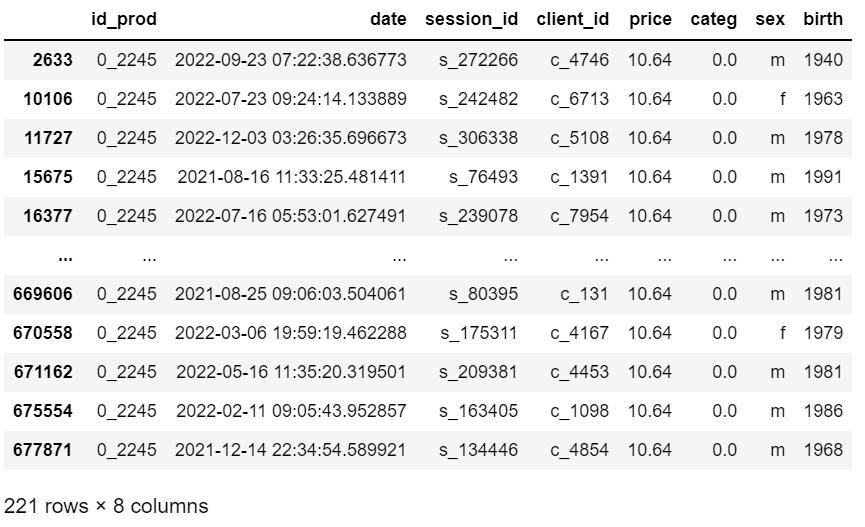 id_prod date session_id client_id price categ sex birth
2633 0_2245 2022-09-23 07:22:38.636773 s_272266 c_4746 10.64 0.0 m 1940
10106 0_2245 2022-07-23 09:24:14.133889 s_242482 c_6713 10.64 0.0 f 1963
11727 0_2245 2022-12-03 03:26:35.696673 s_306338 c_5108 10.64 0.0 m 1978
15675 0_2245 2021-08-16 11:33:25.481411 s_76493 c_1391 10.64 0.0 m 1991
16377 0_2245 2022-07-16 05:53:01.627491 s_239078 c_7954 10.64 0.0 m 1973
... ... ... ... ... ... ... ... ...
669606 0_2245 2021-08-25 09:06:03.504061 s_80395 c_131 10.64 0.0 m 1981
670558 0_2245 2022-03-06 19:59:19.462288 s_175311 c_4167 10.64 0.0 f 1979
671162 0_2245 2022-05-16 11:35:20.319501 s_209381 c_4453 10.64 0.0 m 1981
675554 0_2245 2022-02-11 09:05:43.952857 s_163405 c_1098 10.64 0.0 m 1986
677871 0_2245 2021-12-14 22:34:54.589921 s_134446 c_4854 10.64 0.0 m 1968
221 rows × 8 columns